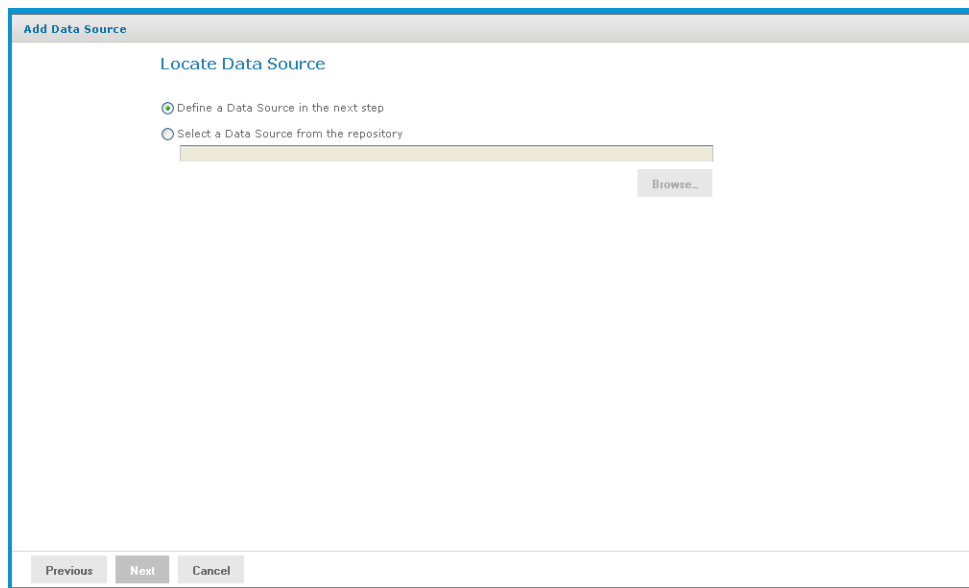 Add Data Source
Locate Data Source
Define a Data Source in the next step
Select a Data Source from the repository
Browse...
Previous Next Cancel